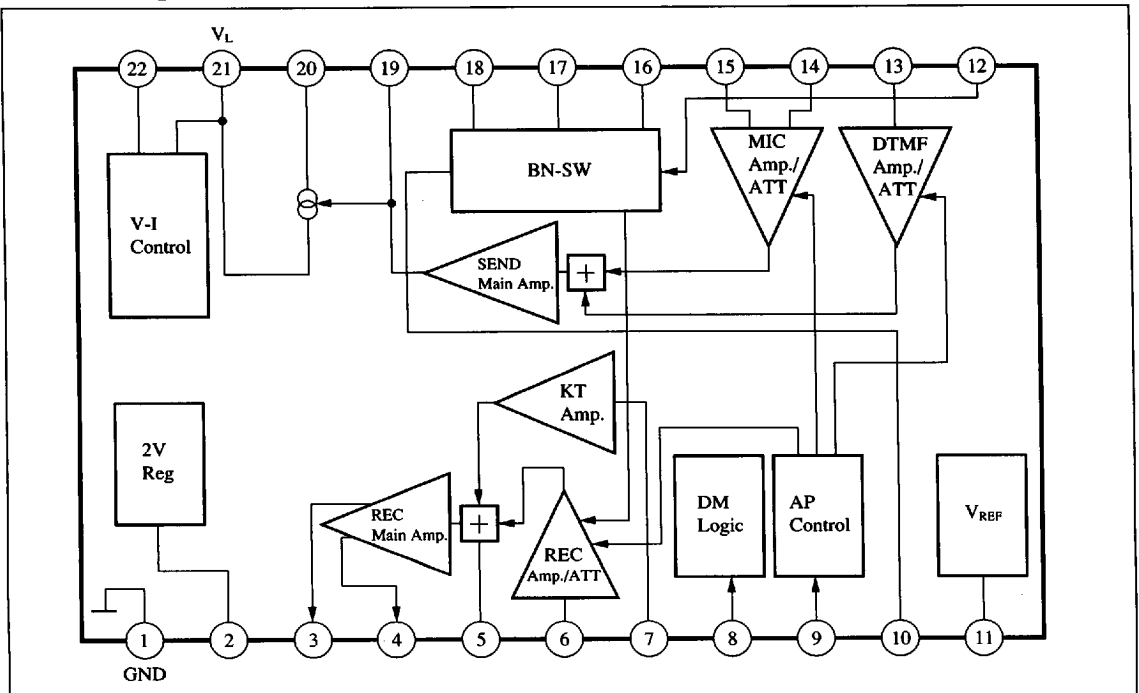 V_L
22 21 20 19 18 17 16 15 14 13 12
BN-SW
MIC
Amp./
ATT
DTMF
Amp./
ATT
V-I
Control
SEND
Main Amp.
+
KT
Amp.
2V
Reg
REC
Main Amp.
+
REC
Amp./ATT
DM
Logic
AP
Control
V_REF
1 2 3 4 5 6 7 8 9 10 11
GND